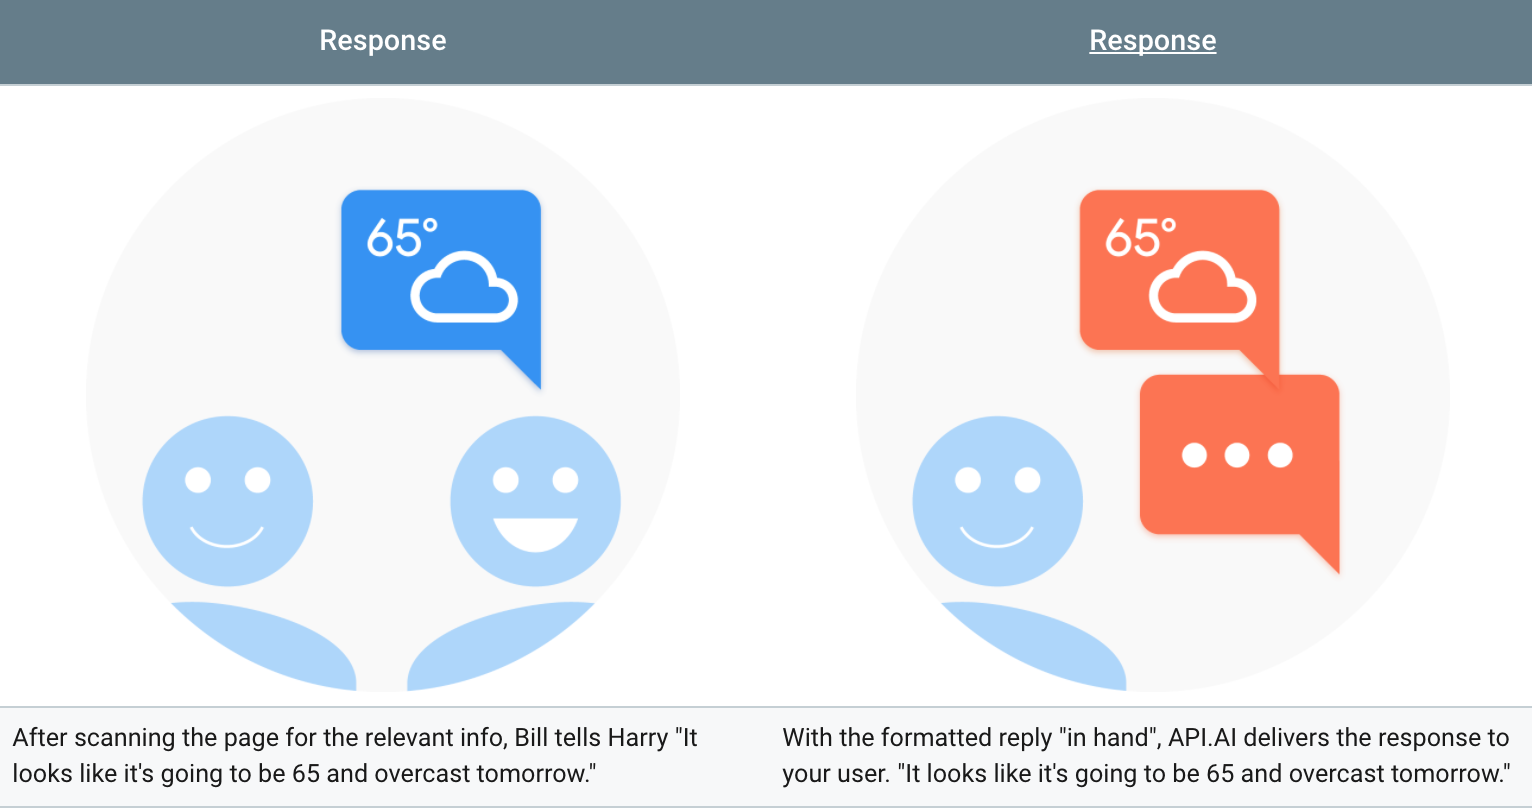 Response
Response
65°
65°
After scanning the page for the relevant info, Bill tells Harry "It
looks like it's going to be 65 and overcast tomorrow."
With the formatted reply "in hand", API.AI delivers the response to
your user. "It looks like it's going to be 65 and overcast tomorrow."